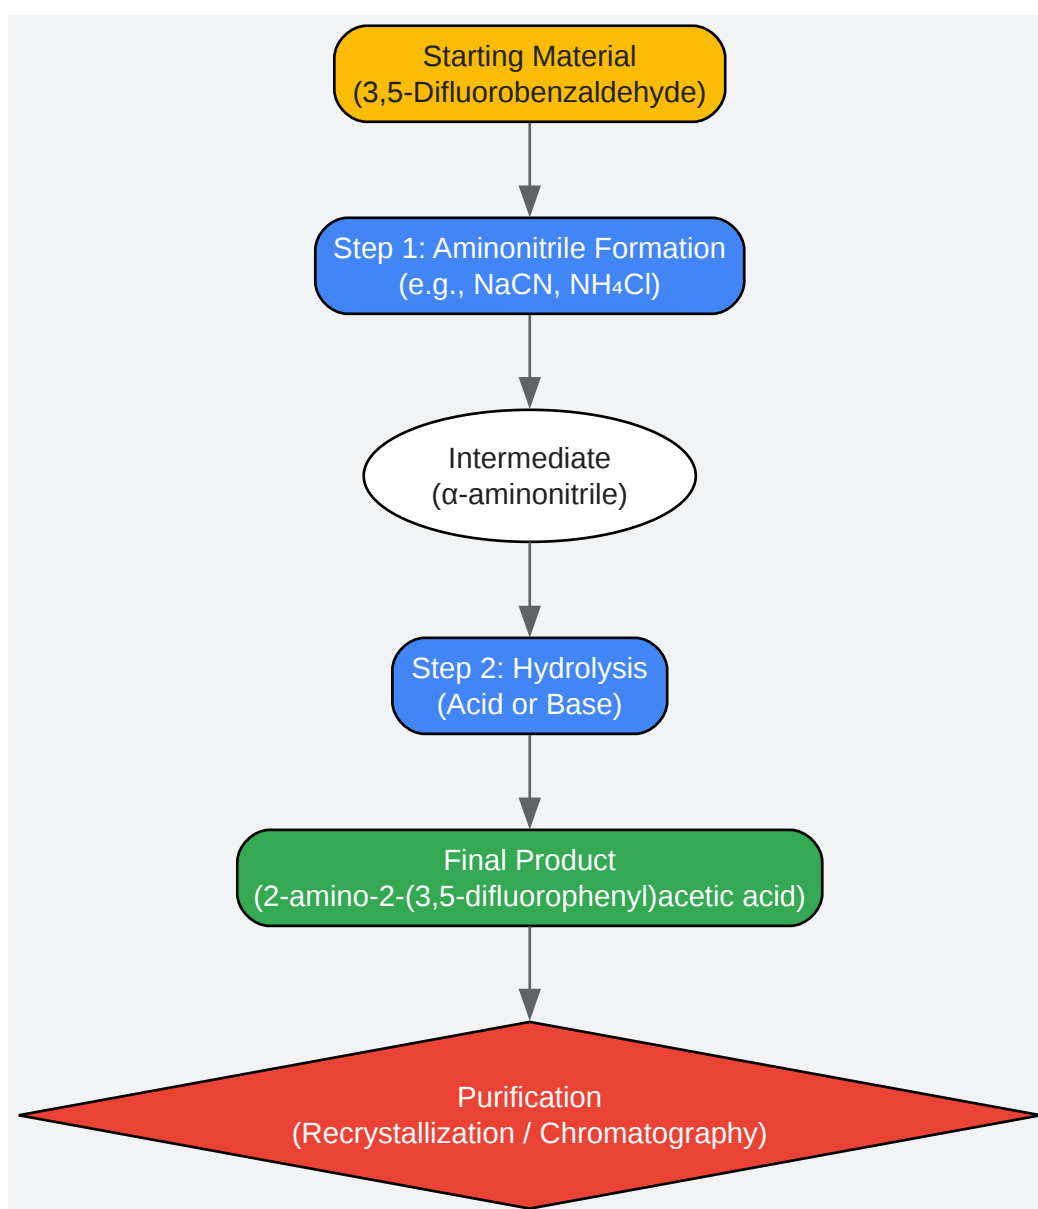 Starting Material
(3,5-Difluorobenzaldehyde)
Step 1: Aminonitrile Formation
(e.g., NaCN, NH₄Cl)
Intermediate
(α-aminonitrile)
Step 2: Hydrolysis
(Acid or Base)
Final Product
(2-amino-2-(3,5-difluorophenyl)acetic acid)
Purification
(Recrystallization / Chromatography)